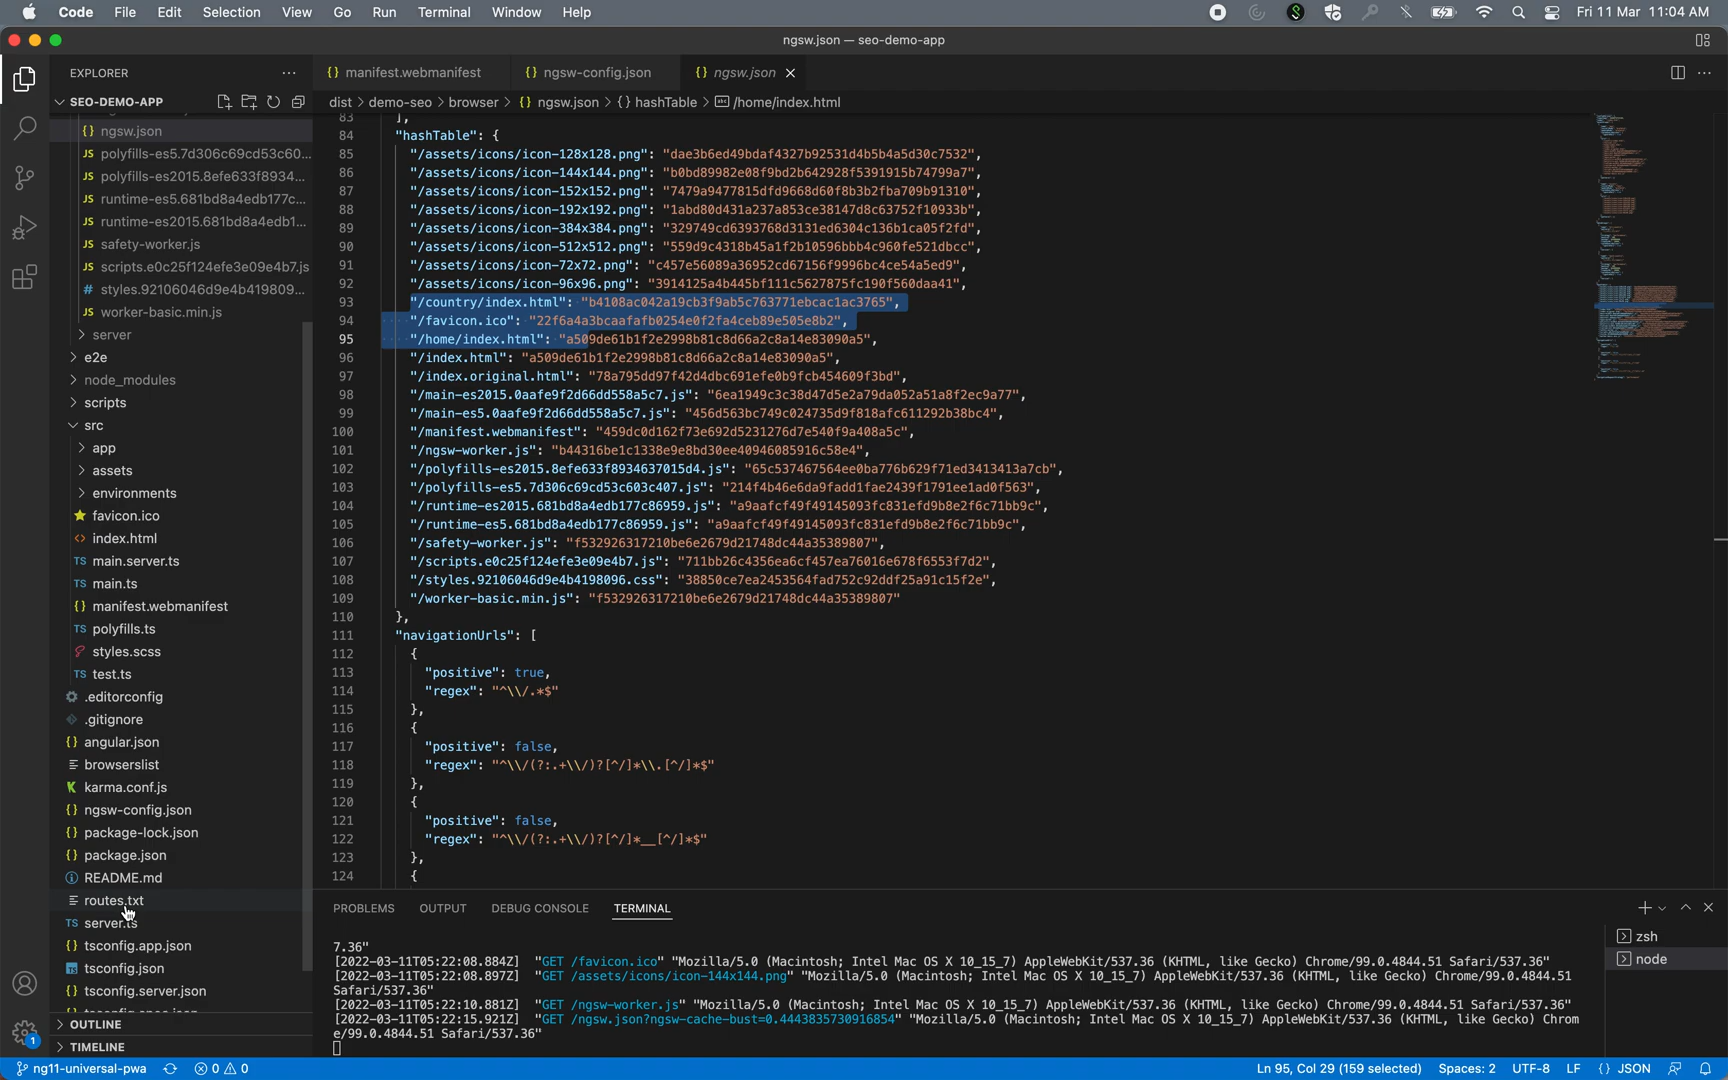 Code File Edit Selection View Go Run Terminal Window Help
Fri 11 Mar 11:04 AM
ngsw.json — seo-demo-app
EXPLORER
SEO-DEMO-APP
{} ngsw.json
JS polyfills-es5.7d306c69cd53c60...
JS polyfills-es2015.8efe633f8934...
JS runtime-es5.681bd8a4edb177c...
JS runtime-es2015.681bd8a4edb1...
JS safety-worker.js
JS scripts.e0c25f124efe3e09e4b7.js
# styles.92106046d9e4b419809...
JS worker-basic.min.js
server
e2e
node_modules
scripts
src
app
assets
environments
favicon.ico
<> index.html
TS main.server.ts
TS main.ts
{} manifest.webmanifest
TS polyfills.ts
styles.scss
TS test.ts
.editorconfig
.gitignore
{} angular.json
browserslist
karma.conf.js
{} ngsw-config.json
{} package-lock.json
{} package.json
README.md
routes.txt
TS server.ts
{} tsconfig.app.json
tsconfig.json
{} tsconfig.server.json
OUTLINE
TIMELINE
{} manifest.webmanifest {} ngsw-config.json {} ngsw.json
dist > demo-seo > browser > {} ngsw.json > {} hashTable > /home/index.html
83 ],
84 "hashTable": {
85 "/assets/icons/icon-128x128.png": "dae3b6ed49bdaf4327b92531d4b5b4a5d30c7532",
86 "/assets/icons/icon-144x144.png": "b0bd89982e08f9bd2b642928f5391915b74799a7",
87 "/assets/icons/icon-152x152.png": "7479a9477815dfd9668d60f8b3b2fba709b91310",
88 "/assets/icons/icon-192x192.png": "1abd80d431a237a853ce38147d8c63752f10933b",
89 "/assets/icons/icon-384x384.png": "329749cd6393768d3131ed6304c136b1ca05f2fd",
90 "/assets/icons/icon-512x512.png": "559d9c4318b45a1f2b10596bbb4c960fe521dbcc",
91 "/assets/icons/icon-72x72.png": "c457e56089a36952cd67156f9996bc4ce54a5ed9",
92 "/assets/icons/icon-96x96.png": "3914125a4b445bf111c5627875fc190f560daa41",
93 "/country/index.html": "b4108ac042a19cb3f9ab5c763771ebcac1ac3765",
94 "/favicon.ico": "22f6a4a3bcaafafb0254e0f2fa4ceb89e505e8b2",
95 "/home/index.html": "a509de61b1f2e2998b81c8d66a2c8a14e83090a5",
96 "/index.html": "a509de61b1f2e2998b81c8d66a2c8a14e83090a5",
97 "/index.original.html": "78a795dd97f42d4dbc691efe0b9fcb454609f3bd",
98 "/main-es2015.0aafe9f2d66dd558a5c7.js": "6ea1949c3c38d47d5e2a79da052a51a8f2ec9a77",
99 "/main-es5.0aafe9f2d66dd558a5c7.js": "456d563bc749c024735d9f818afc611292b38bc4",
100 "/manifest.webmanifest": "459dc0d162f73e692d5231276d7e540f9a408a5c",
101 "/ngsw-worker.js": "b44316be1c1338e9e8bd30ee40946085916c58e4",
102 "/polyfills-es2015.8efe633f8934637015d4.js": "65c537467564ee0ba776b629f71ed3413413a7cb",
103 "/polyfills-es5.7d306c69cd53c603c407.js": "214f4b46e6da9fadd1fae2439f1791ee1ad0f563",
104 "/runtime-es2015.681bd8a4edb177c86959.js": "a9aafcf49f49145093fc831efd9b8e2f6c71bb9c",
105 "/runtime-es5.681bd8a4edb177c86959.js": "a9aafcf49f49145093fc831efd9b8e2f6c71bb9c",
106 "/safety-worker.js": "f532926317210be6e2679d21748dc44a35389807",
107 "/scripts.e0c25f124efe3e09e4b7.js": "711bb26c4356ea6cf457ea76016e678f6553f7d2",
108 "/styles.92106046d9e4b4198096.css": "38850ce7ea2453564fad752c92ddf25a91c15f2e",
109 "/worker-basic.min.js": "f532926317210be6e2679d21748dc44a35389807"
110 },
111 "navigationUrls": [
112 {
113 "positive": true,
114 "regex": "^\\/.*$"
115 },
116 {
117 "positive": false,
118 "regex": "^\\/(?:.+\\/)?[^/]*\\.[^/]*$"
119 },
120 {
121 "positive": false,
122 "regex": "^\\/(?:.+\\/)?[^/]*__[^/]*$"
123 },
124 {
PROBLEMS OUTPUT DEBUG CONSOLE TERMINAL
7.36"
[2022-03-11T05:22:08.884Z] "GET /favicon.ico" "Mozilla/5.0 (Macintosh; Intel Mac OS X 10_15_7) AppleWebKit/537.36 (KHTML, like Gecko) Chrome/99.0.4844.51 Safari/537.36"
[2022-03-11T05:22:08.897Z] "GET /assets/icons/icon-144x144.png" "Mozilla/5.0 (Macintosh; Intel Mac OS X 10_15_7) AppleWebKit/537.36 (KHTML, like Gecko) Chrome/99.0.4844.51
Safari/537.36"
[2022-03-11T05:22:10.881Z] "GET /ngsw-worker.js" "Mozilla/5.0 (Macintosh; Intel Mac OS X 10_15_7) AppleWebKit/537.36 (KHTML, like Gecko) Chrome/99.0.4844.51 Safari/537.36"
[2022-03-11T05:22:15.921Z] "GET /ngsw.json?ngsw-cache-bust=0.4443835730916854" "Mozilla/5.0 (Macintosh; Intel Mac OS X 10_15_7) AppleWebKit/537.36 (KHTML, like Gecko) Chrom
e/99.0.4844.51 Safari/537.36"
zsh
node
1
ng11-universal-pwa 0 0
Ln 95, Col 29 (159 selected) Spaces: 2 UTF-8 LF {} JSON